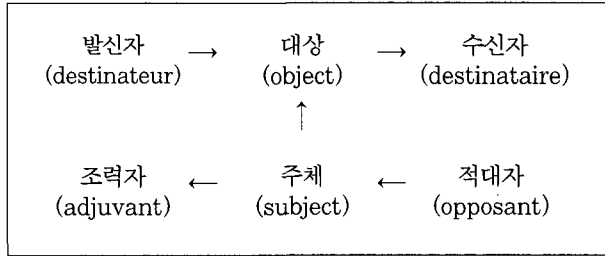 발신자 → 대상 → 수신자
(destinateur) (object) (destinataire)
↑
조력자 ← 주체 ← 적대자
(adjuvant) (subject) (opposant)